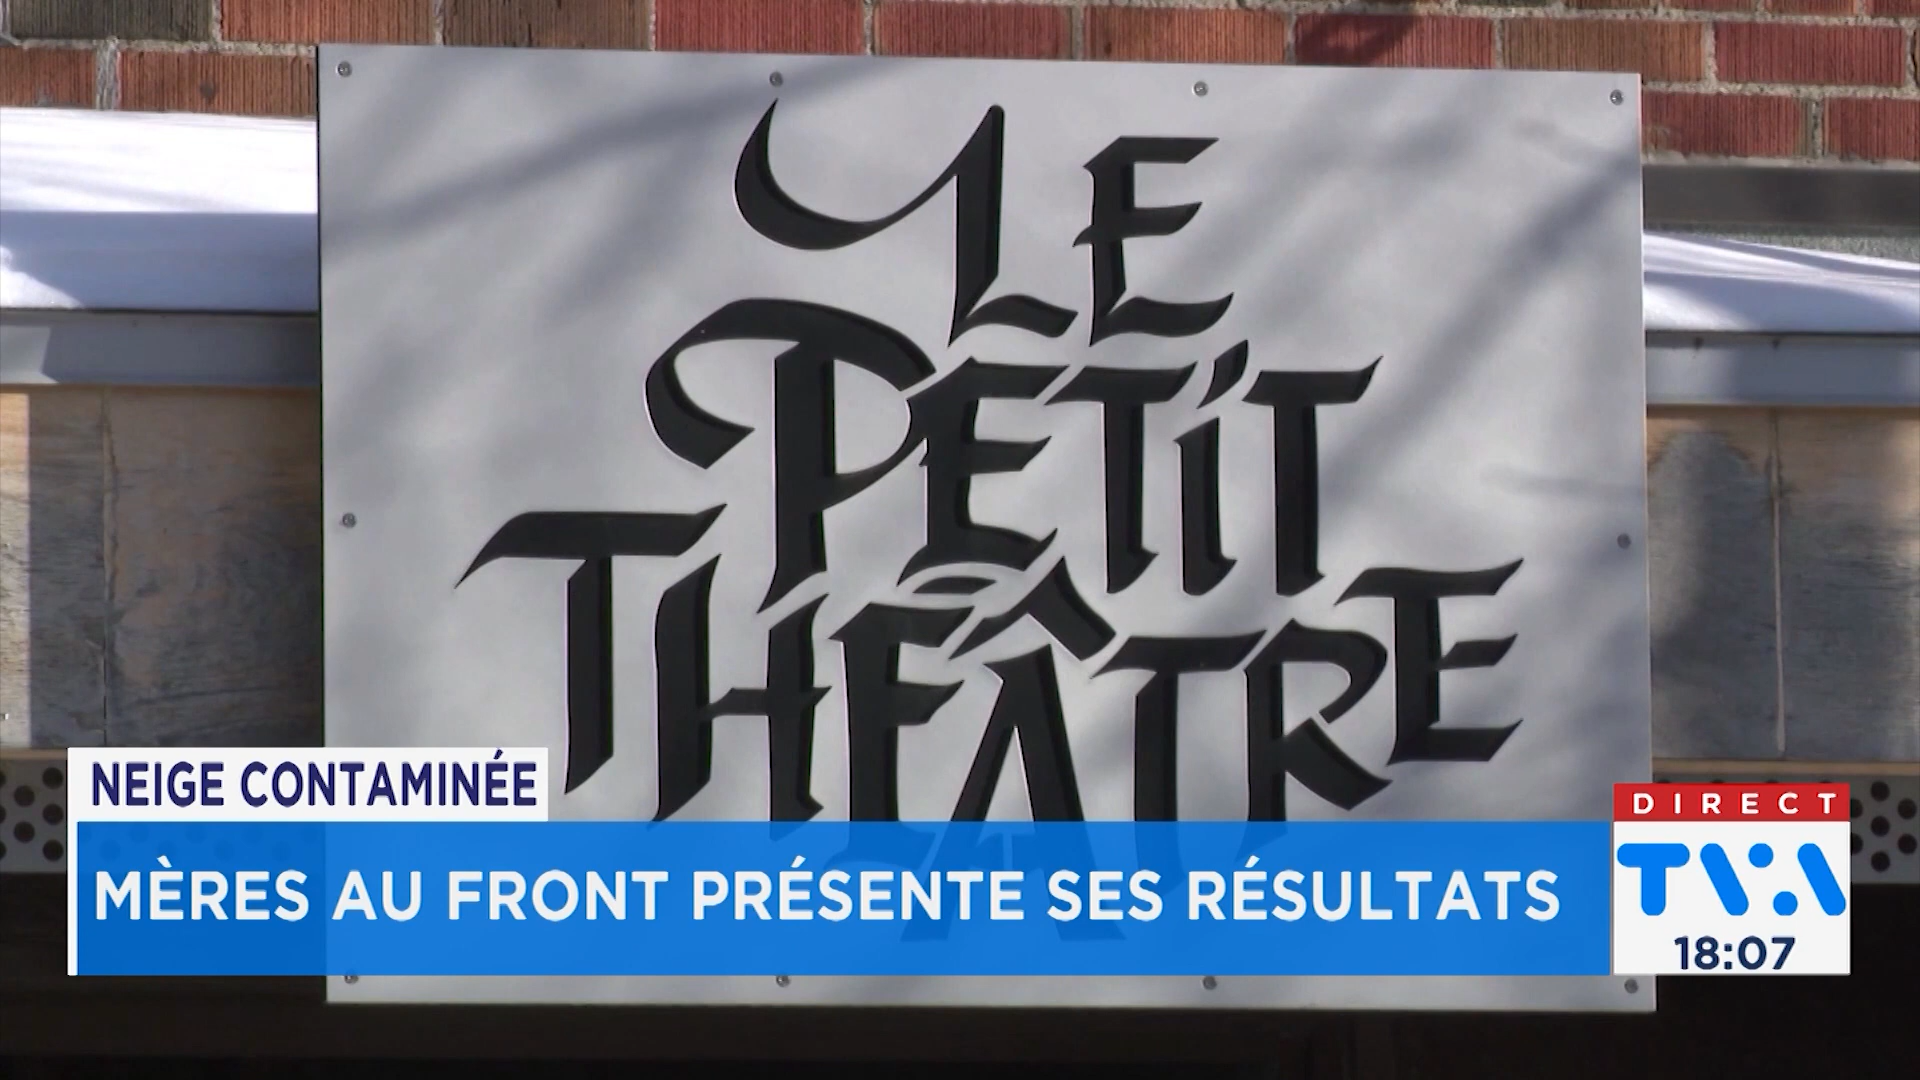 LE
PETIT
THÉÂTRE
NEIGE CONTAMINÉE
MÈRES AU FRONT PRÉSENTE SES RÉSULTATS
DIRECT
TVA
18:07